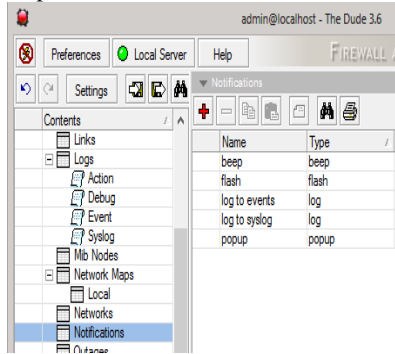 admin@localhost - The Dude 3.6
Preferences Local Server Help FIREWALL
Settings
Contents
Links
Logs
Action
Debug
Event
Syslog
Mib Nodes
Network Maps
Local
Networks
Notifications
Outages
Notifications
Name Type
beep beep
flash flash
log to events log
log to syslog log
popup popup